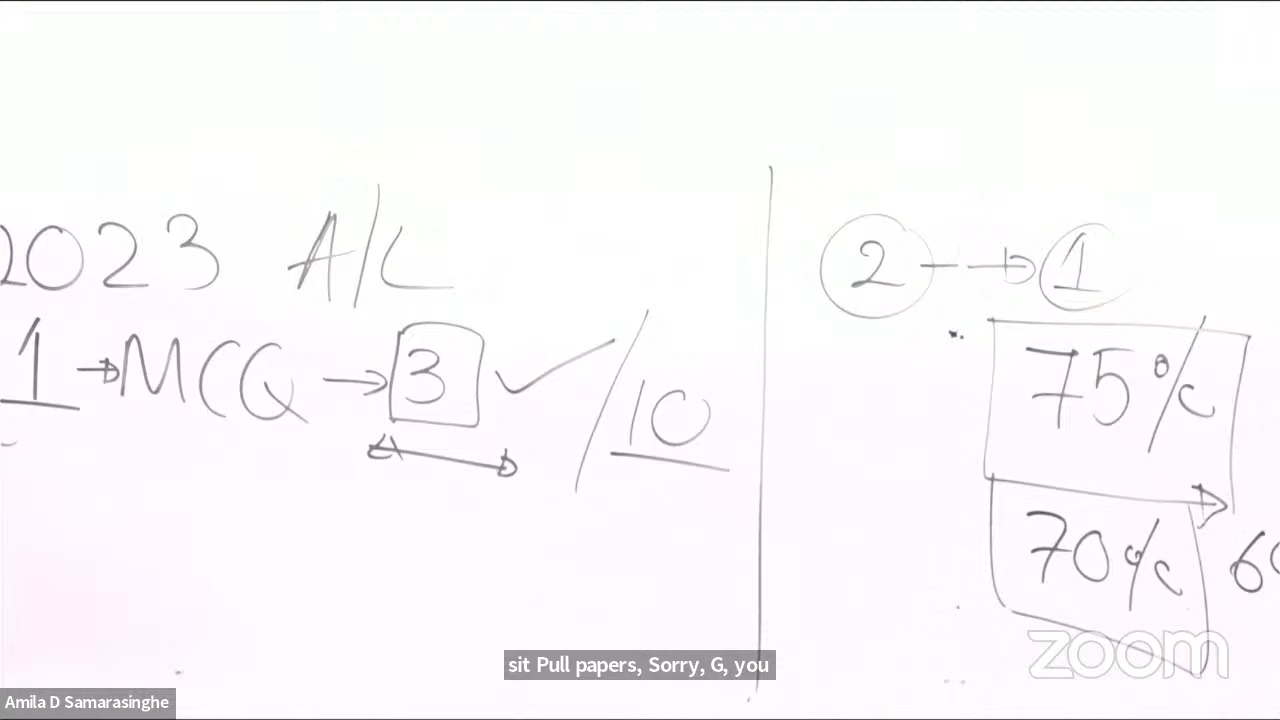 2023 A/L
1 → MCQ → 3 ✓ / 10
2 → 1
75%
70%
zoom
sit Pull papers, Sorry, G, you
Amila D Samarasinghe